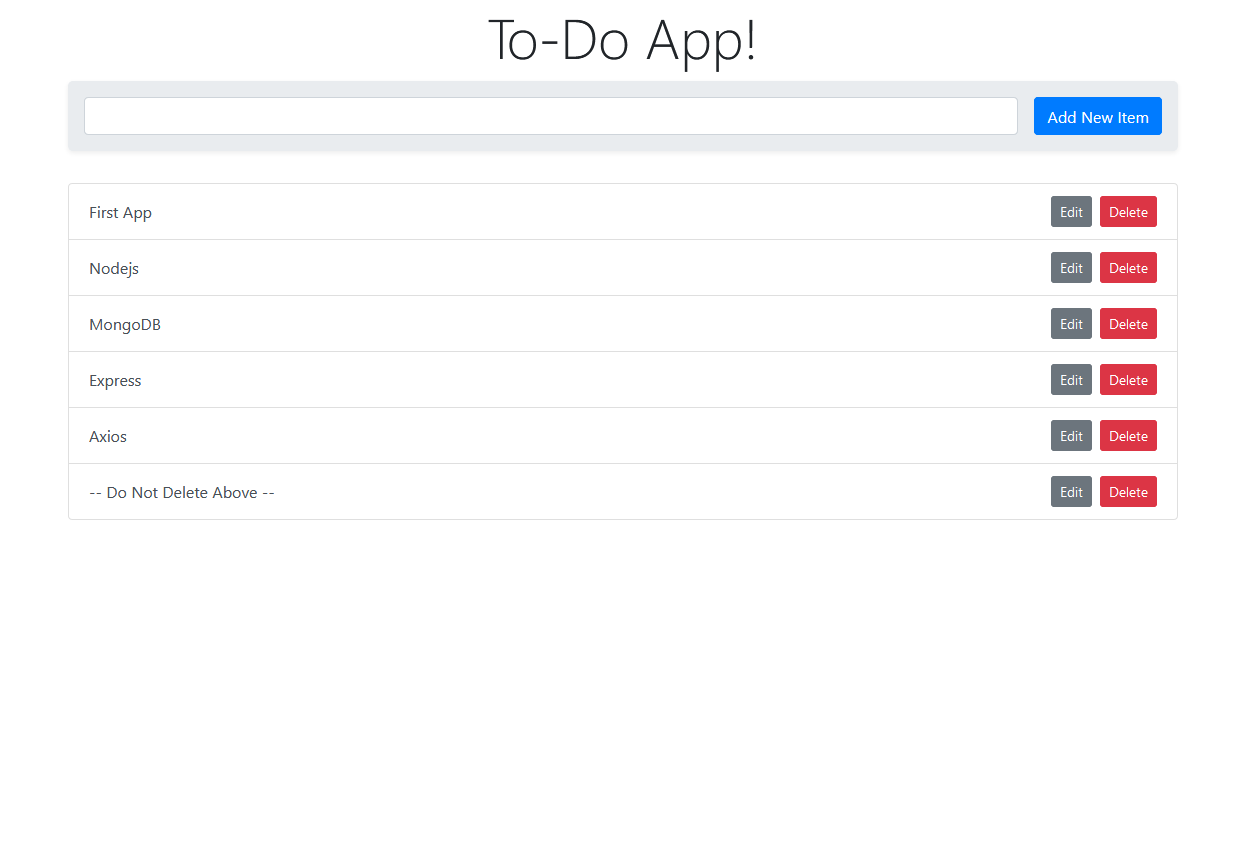 To-Do App!
Add New Item
First App Edit Delete
Nodejs Edit Delete
MongoDB Edit Delete
Express Edit Delete
Axios Edit Delete
-- Do Not Delete Above -- Edit Delete